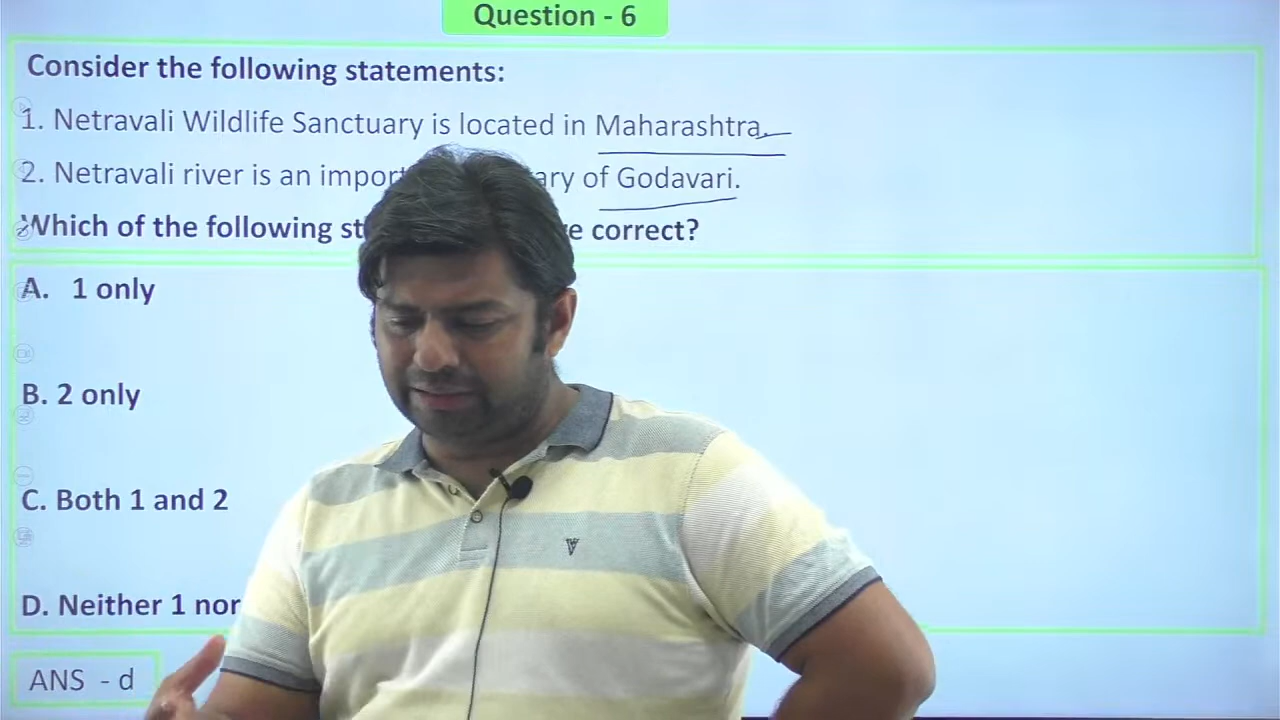 Question - 6
Consider the following statements:
1. Netravali Wildlife Sanctuary is located in Maharashtra.
2. Netravali river is an impor ary of Godavari.
Which of the following st e correct?
A. 1 only
B. 2 only
C. Both 1 and 2
D. Neither 1 nor
ANS - d